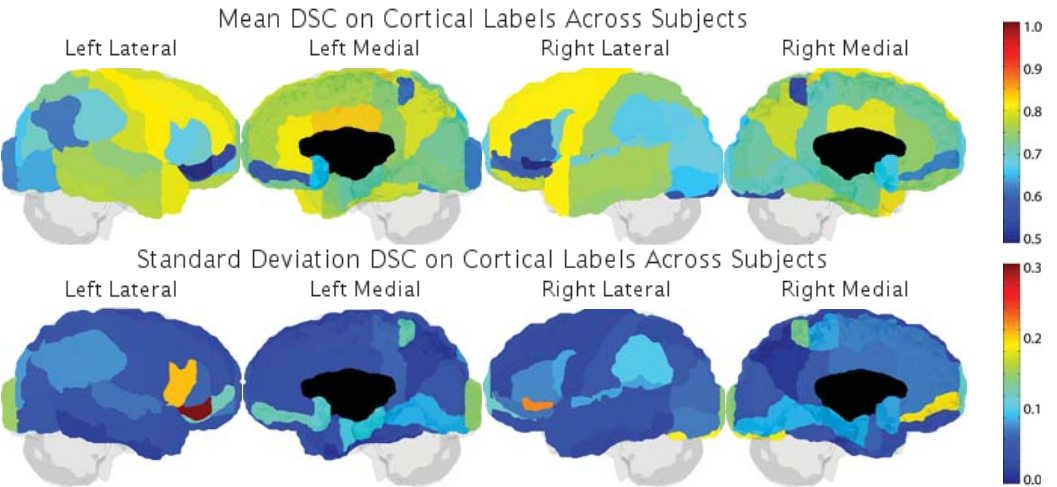 Mean DSC on Cortical Labels Across Subjects
Left Lateral Left Medial Right Lateral Right Medial
1.0
0.9
0.8
0.7
0.6
0.5
Standard Deviation DSC on Cortical Labels Across Subjects
Left Lateral Left Medial Right Lateral Right Medial
0.3
0.2
0.1
0.0